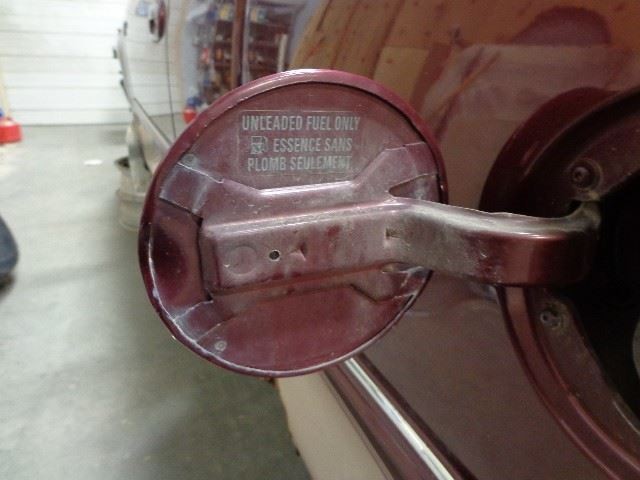 UNLEADED FUEL ONLY
ESSENCE SANS
PLOMB SEULEMENT